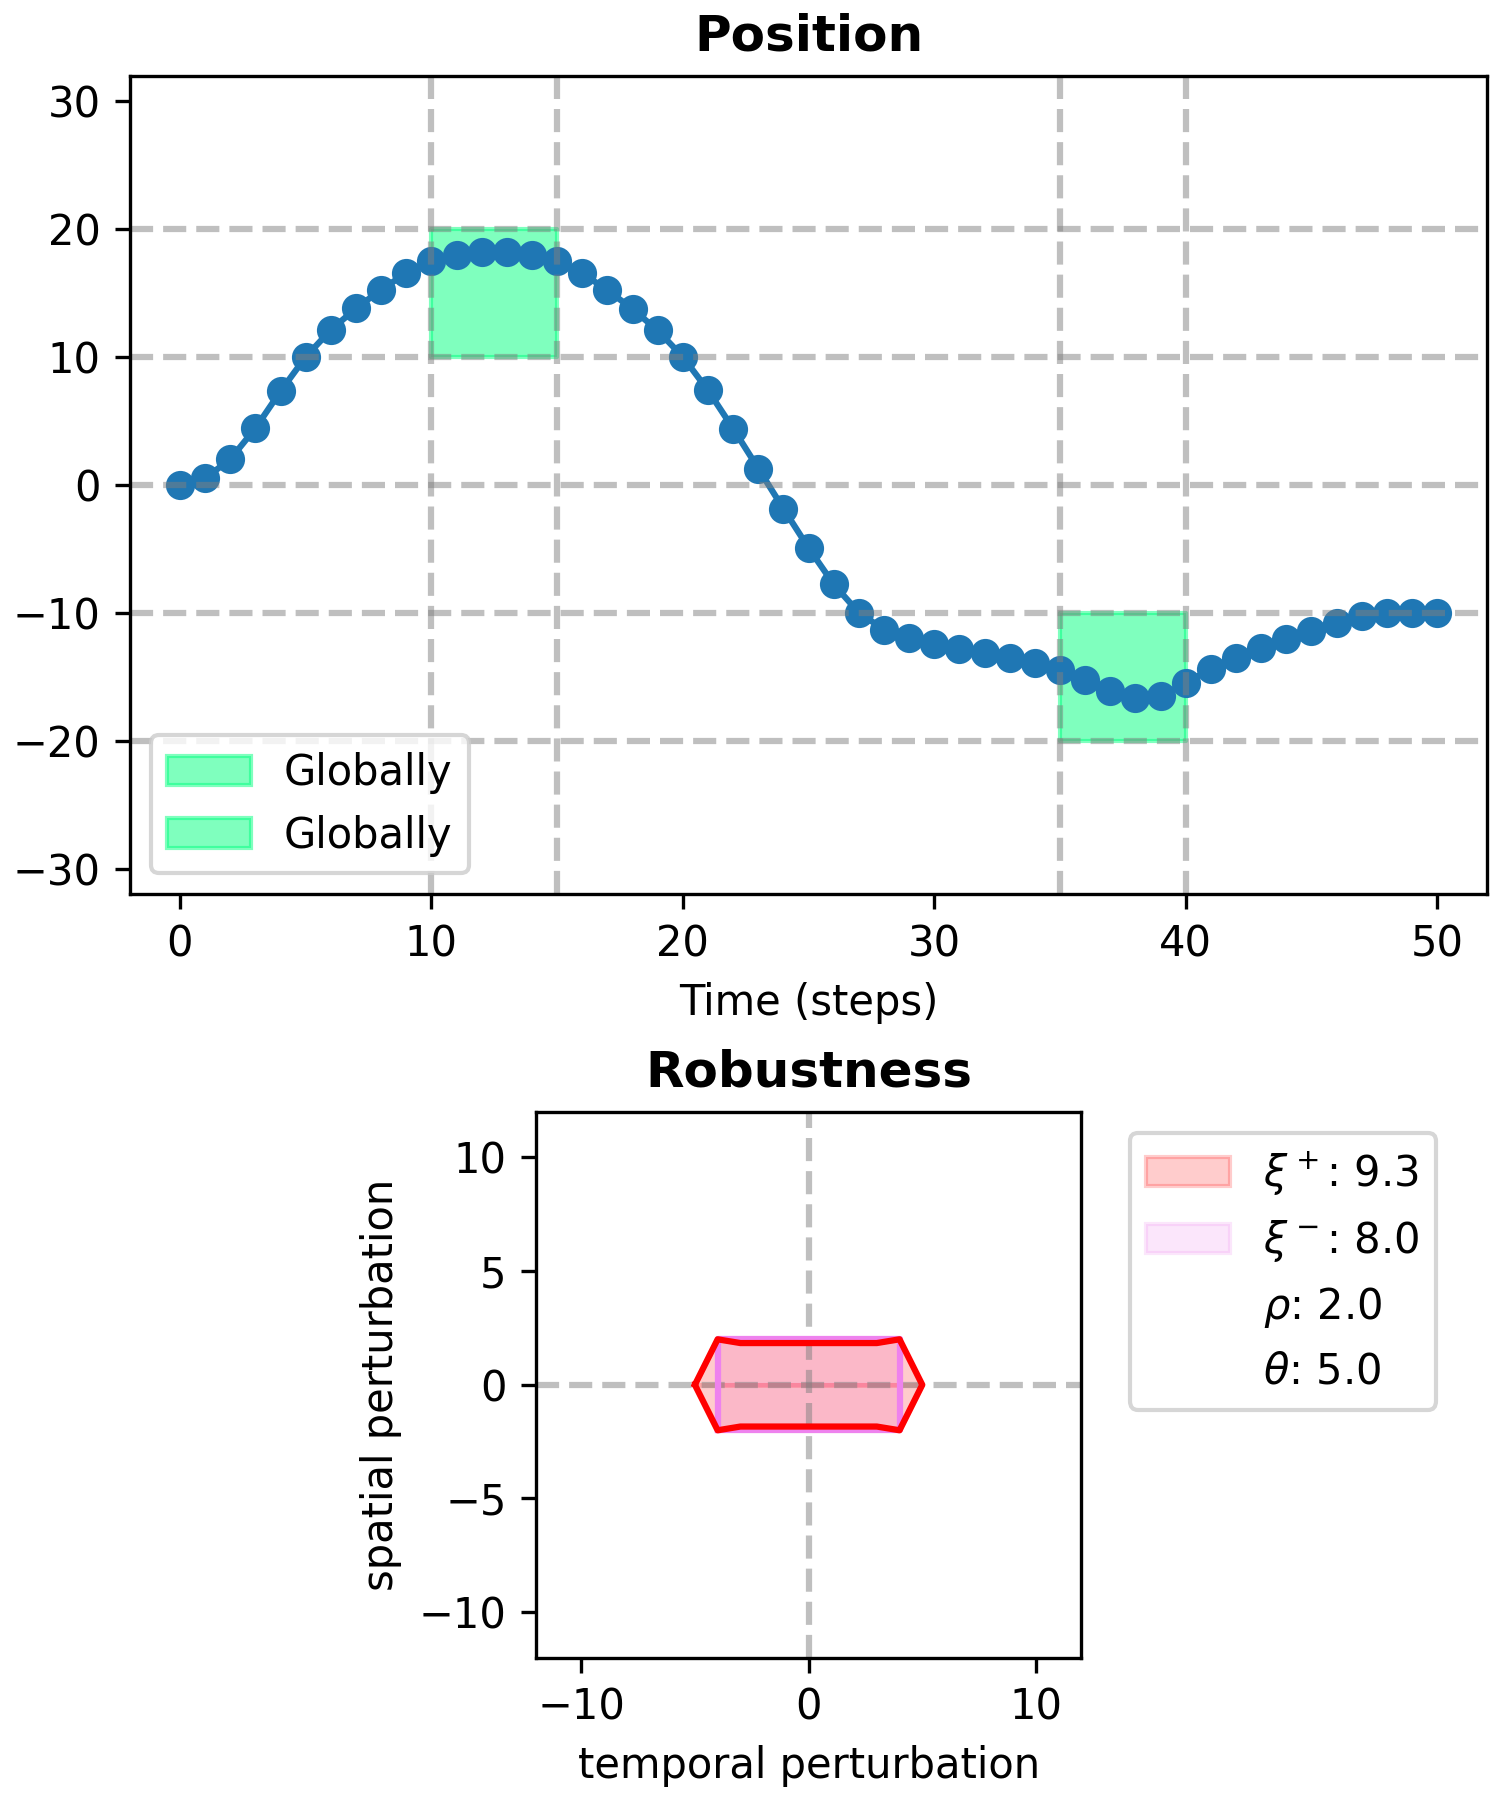 Position
30
20
10
0
−10
−20
−30
Globally
Globally
0 10 20 30 40 50
Time (steps)
Robustness
10
5
0
−5
−10
spatial perturbation
−10 0 10
temporal perturbation
ξ⁺: 9.3
ξ⁻: 8.0
ρ: 2.0
θ: 5.0